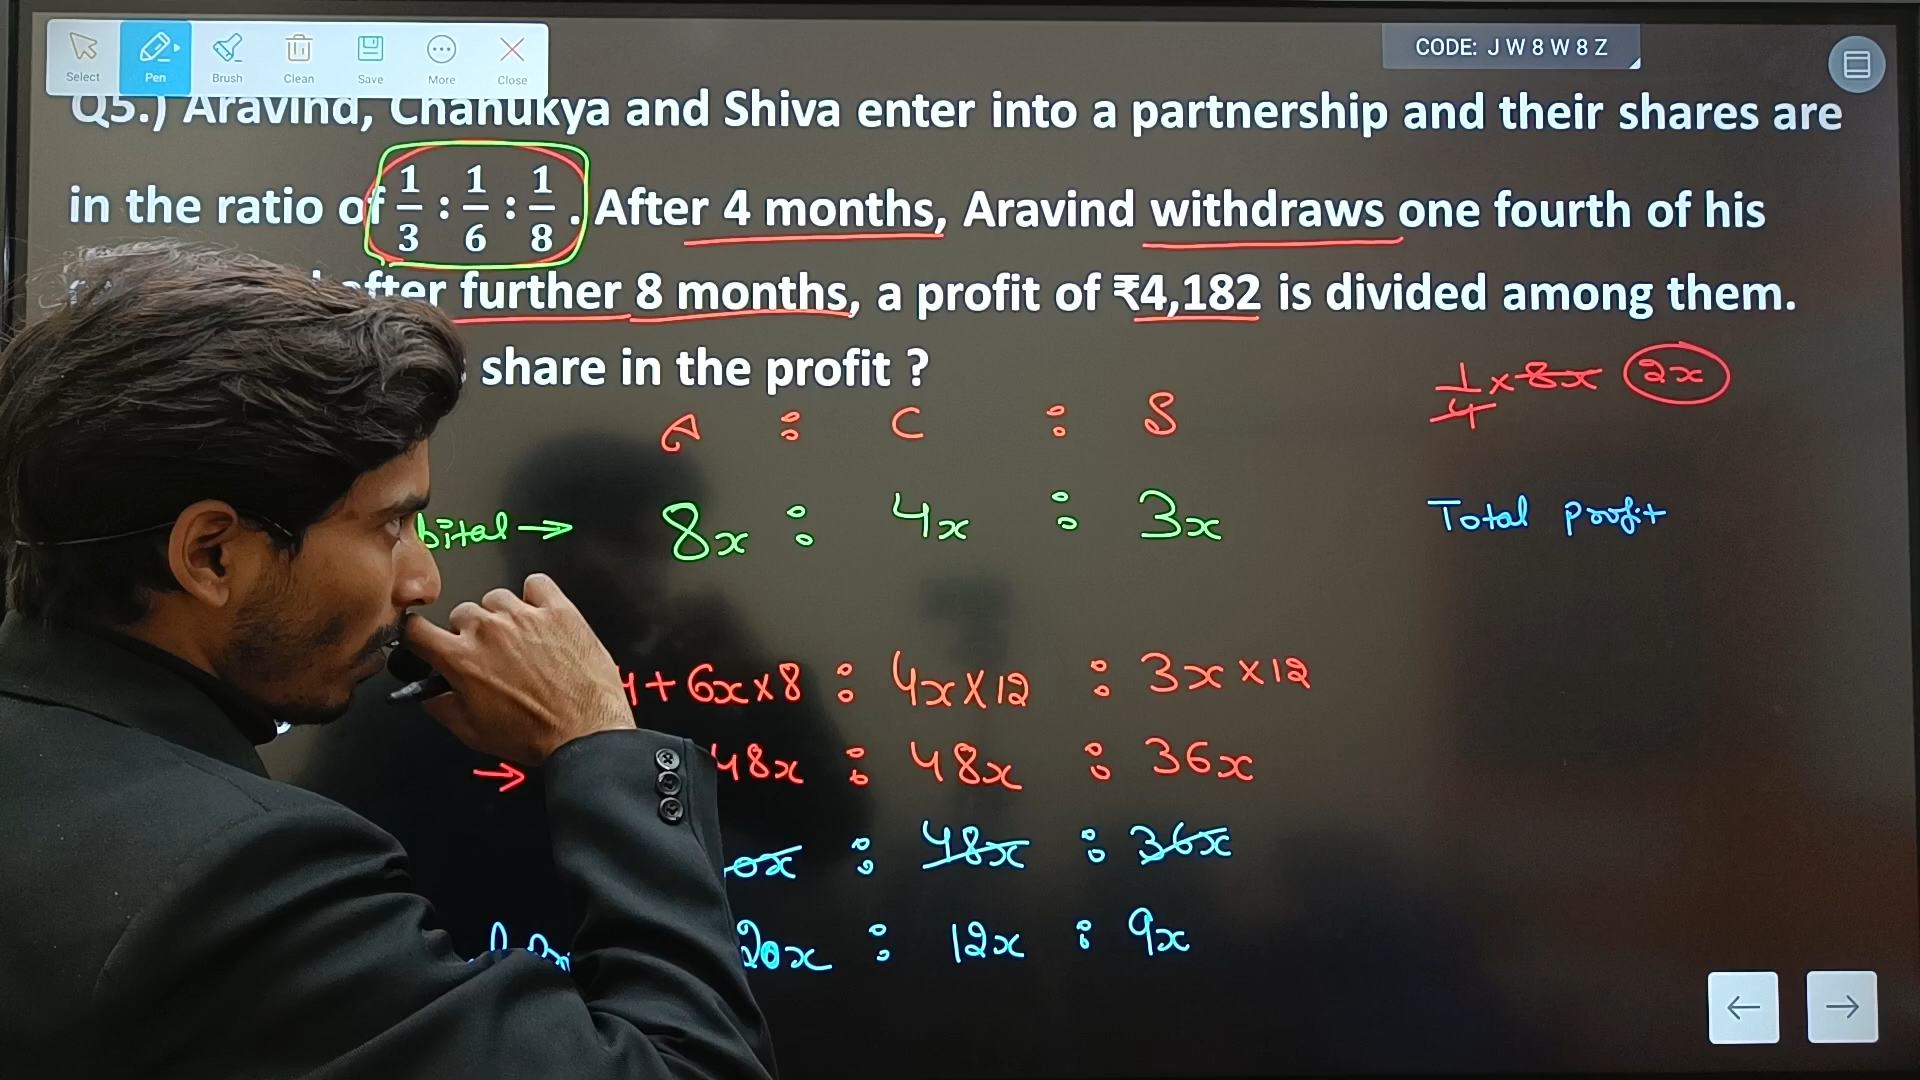 Select Pen Brush Clean Save More Close
CODE: JW8W8Z
Q5.) Aravind, Chanukya and Shiva enter into a partnership and their shares are
in the ratio of 1/3 : 1/6 : 1/8 . After 4 months, Aravind withdraws one fourth of his
further 8 months, a profit of ₹4,182 is divided among them.
share in the profit ?
1/4 × 8x 2x
A : C : S
→ 8x : 4x : 3x
Total profit
4 + 6x × 8 : 4x × 12 : 3x × 12
→ 48x : 48x : 36x
0x : 48x : 36x
20x : 12x : 9x
← →